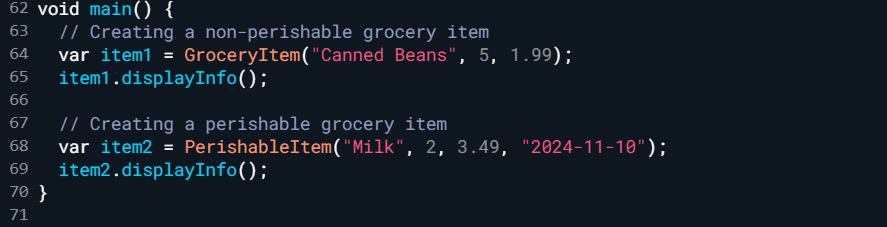 62 void main() {
63   // Creating a non-perishable grocery item
64   var item1 = GroceryItem("Canned Beans", 5, 1.99);
65   item1.displayInfo();
66
67   // Creating a perishable grocery item
68   var item2 = PerishableItem("Milk", 2, 3.49, "2024-11-10");
69   item2.displayInfo();
70 }
71